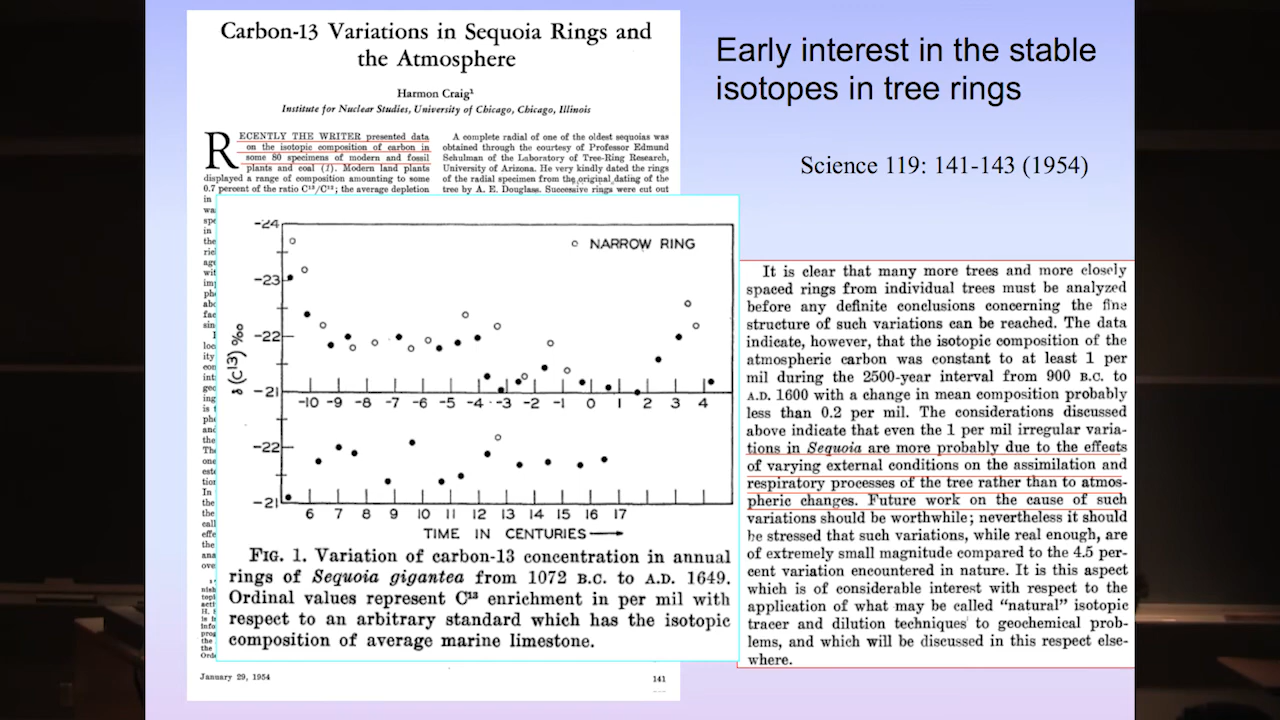 Carbon-13 Variations in Sequoia Rings and
the Atmosphere
Harmon Craig¹
Institute for Nuclear Studies, University of Chicago, Chicago, Illinois
RECENTLY THE WRITER presented data
on the isotopic composition of carbon in
some 80 specimens of modern and fossil
plants and coal (1). Modern land plants
displayed a range of composition amounting to some
0.7 percent of the ratio C¹³/C¹²; the average depletion
A complete radial of one of the oldest sequoias was
obtained through the courtesy of Professor Edmund
Schulman of the Laboratory of Tree-Ring Research,
University of Arizona. He very kindly dated the rings
of the radial specimen from the original dating of the
tree by A. E. Douglass. Successive rings were cut out
Early interest in the stable
isotopes in tree rings
Science 119: 141-143 (1954)
-24
-23
-22
-21
-22
-21
δ(C13) ‰
○ NARROW RING
-10 -9 -8 -7 -6 -5 -4 -3 -2 -1 0 1 2 3 4
6 7 8 9 10 11 12 13 14 15 16 17
TIME IN CENTURIES→
FIG. 1. Variation of carbon-13 concentration in annual
rings of Sequoia gigantea from 1072 B.C. to A.D. 1649.
Ordinal values represent C¹³ enrichment in per mil with
respect to an arbitrary standard which has the isotopic
composition of average marine limestone.
January 29, 1954
141
It is clear that many more trees and more closely
spaced rings from individual trees must be analyzed
before any definite conclusions concerning the fine
structure of such variations can be reached. The data
indicate, however, that the isotopic composition of the
atmospheric carbon was constant to at least 1 per
mil during the 2500-year interval from 900 B.C. to
A.D. 1600 with a change in mean composition probably
less than 0.2 per mil. The considerations discussed
above indicate that even the 1 per mil irregular varia-
tions in Sequoia are more probably due to the effects
of varying external conditions on the assimilation and
respiratory processes of the tree rather than to atmos-
pheric changes. Future work on the cause of such
variations should be worthwhile; nevertheless it should
be stressed that such variations, while real enough, are
of extremely small magnitude compared to the 4.5 per-
cent variation encountered in nature. It is this aspect
which is of considerable interest with respect to the
application of what may be called "natural" isotopic
tracer and dilution techniques to geochemical prob-
lems, and which will be discussed in this respect else-
where.